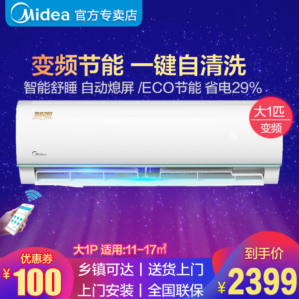 Midea 官方专卖店
变频节能 一键自清洗
智能舒睡 自动熄屏 /ECO节能 省电29%
大1匹
变频
Midea
大1P 适用:11-17㎡
优惠券
¥100
乡镇可达 | 送货上门
上门安装 | 全国联保
到手价
¥2399